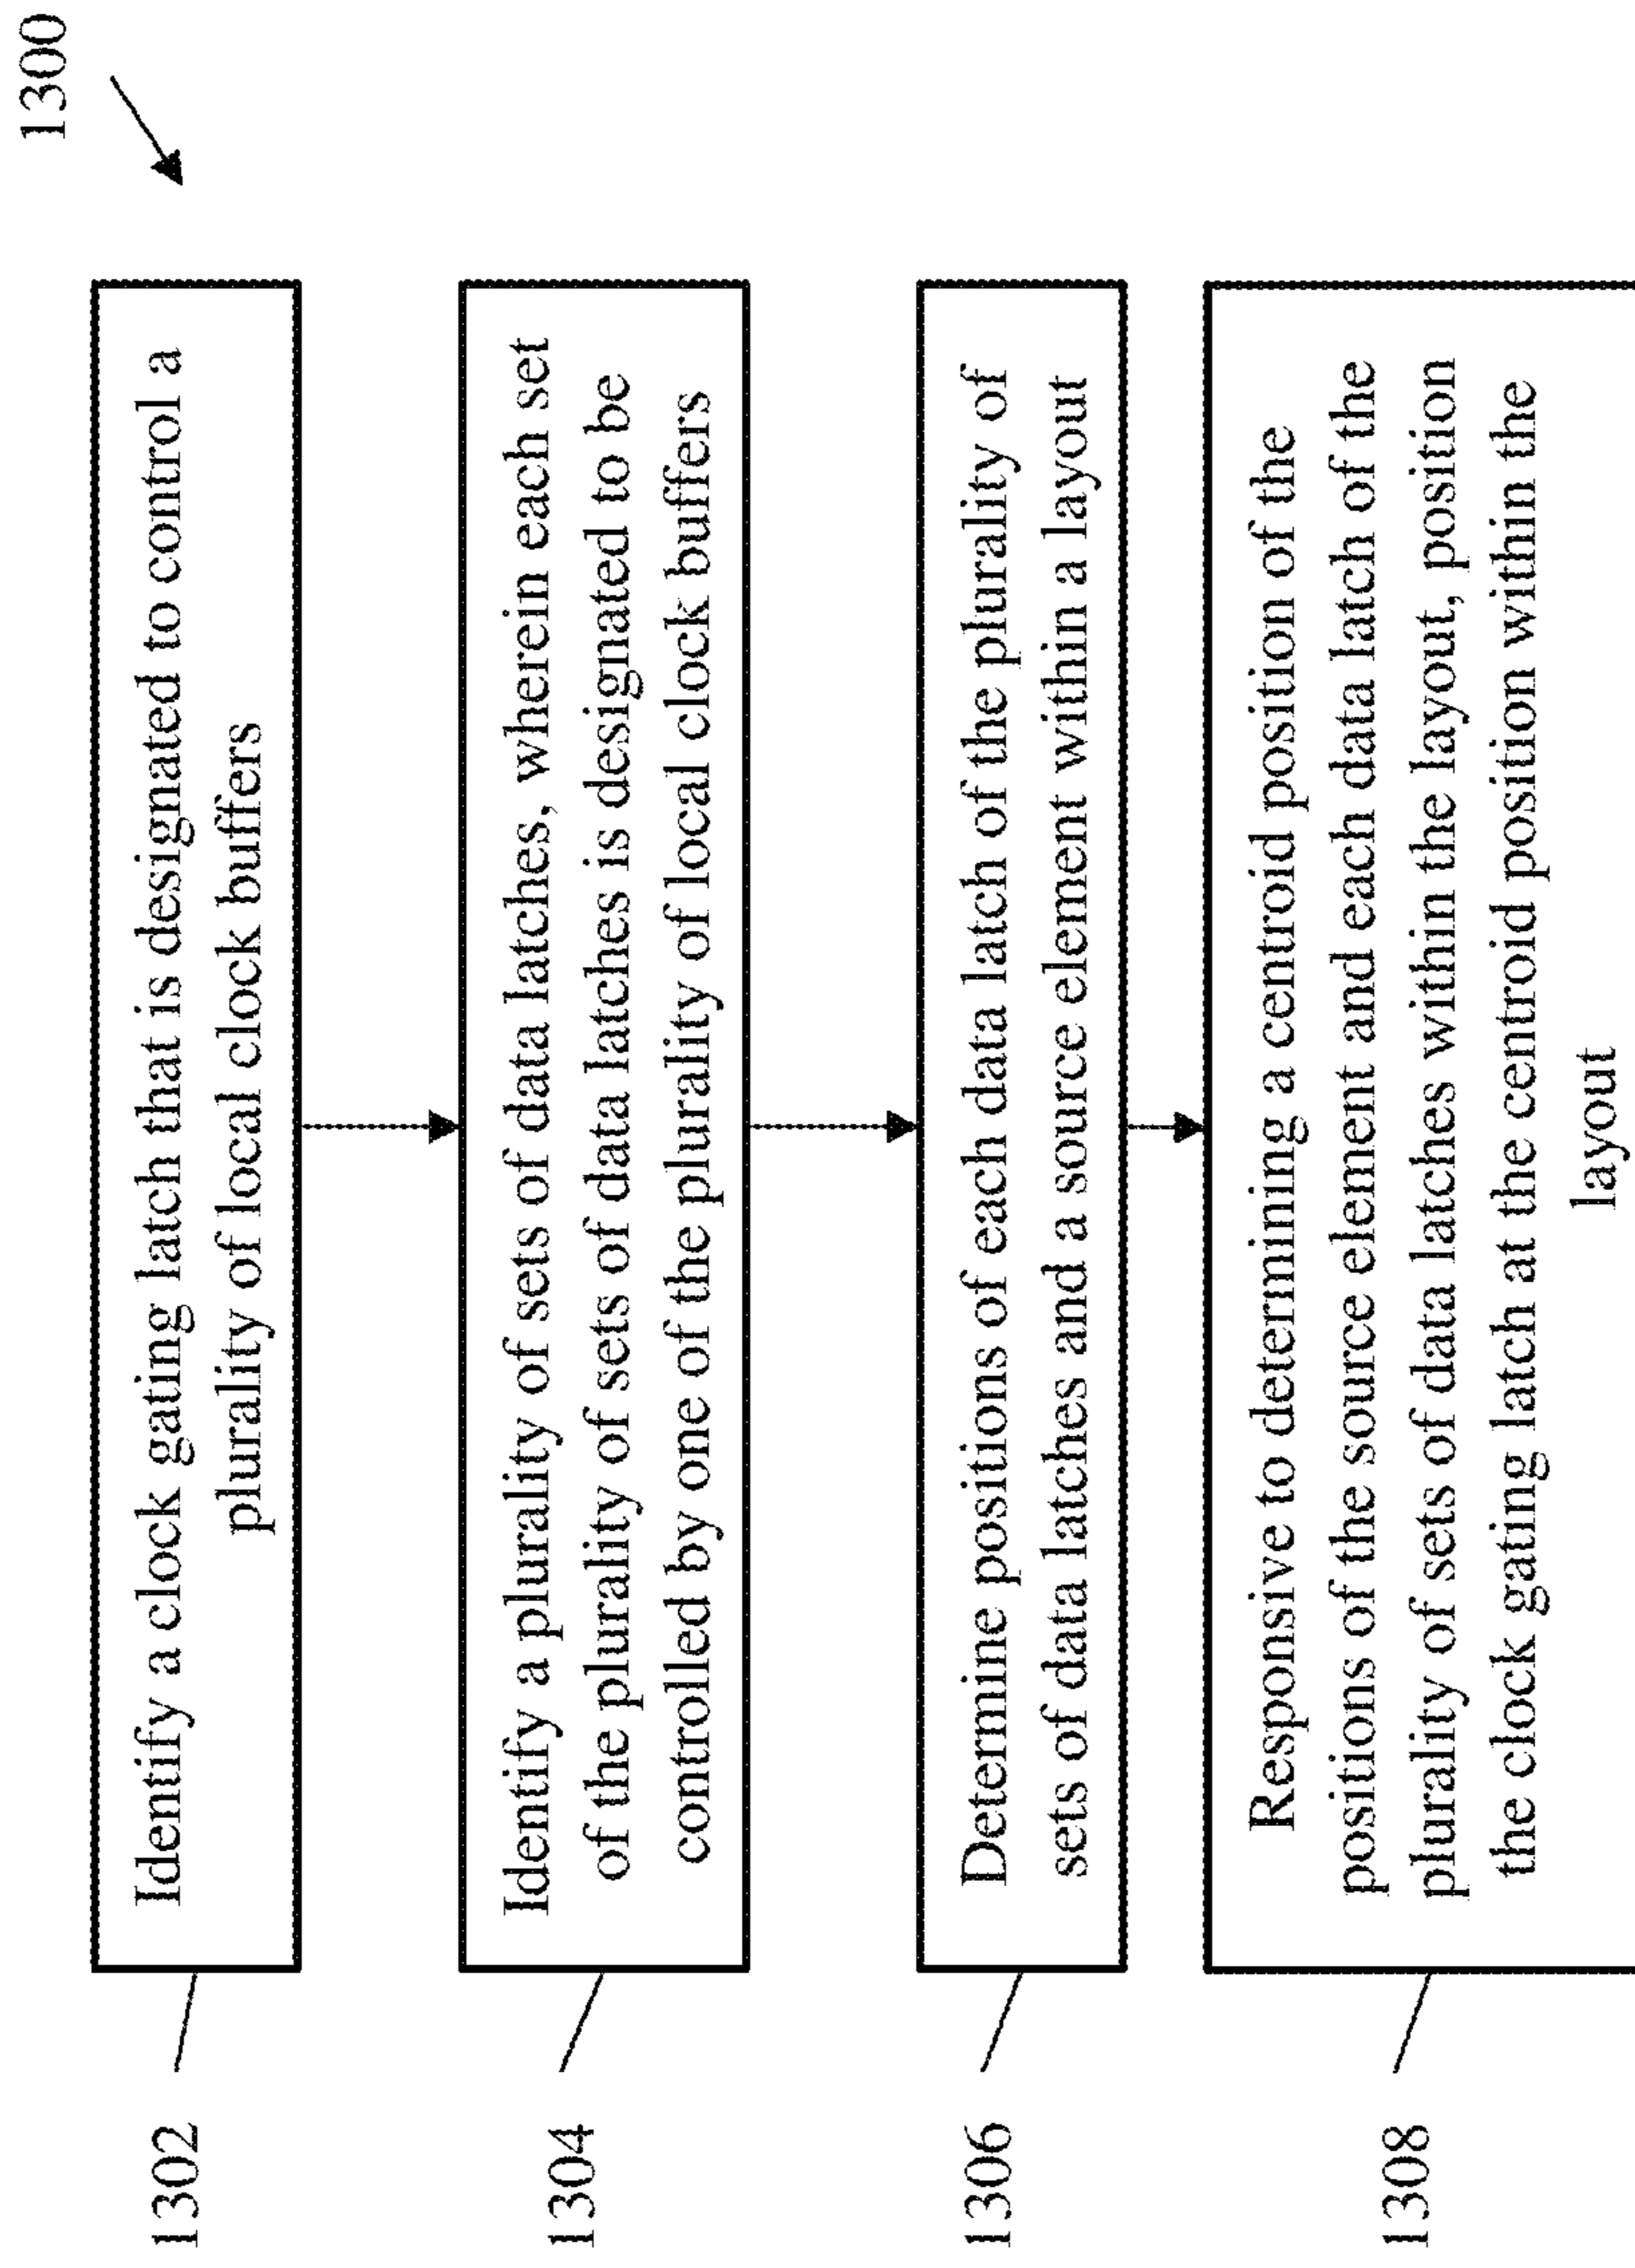 1300
1302
Identify a clock gating latch that is designated to control a
plurality of local clock buffers
1304
Identify a plurality of sets of data latches, wherein each set
of the plurality of sets of data latches is designated to be
controlled by one of the plurality of local clock buffers
1306
Determine positions of each data latch of the plurality of
sets of data latches and a source element within a layout
1308
Responsive to determining a centroid position of the
positions of the source element and each data latch of the
plurality of sets of data latches within the layout, position
the clock gating latch at the centroid position within the
layout